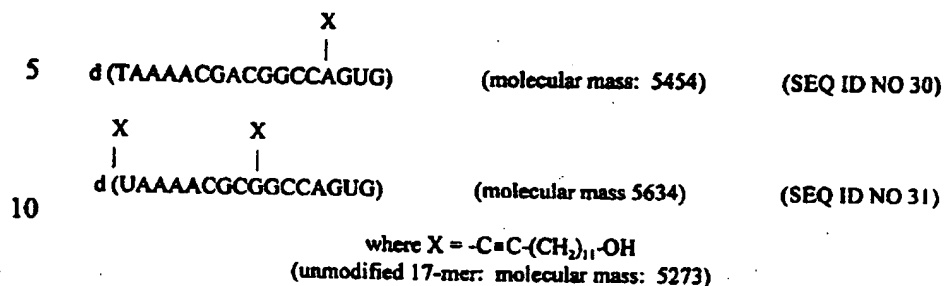 X
5 d (TAAAACGACGGCCAGUG) (molecular mass: 5454) (SEQ ID NO 30)
X X
10 d (UAAAACGCGGCCAGUG) (molecular mass 5634) (SEQ ID NO 31)
where X = -C≡C-(CH₂)₁₁-OH
(unmodified 17-mer: molecular mass: 5273)